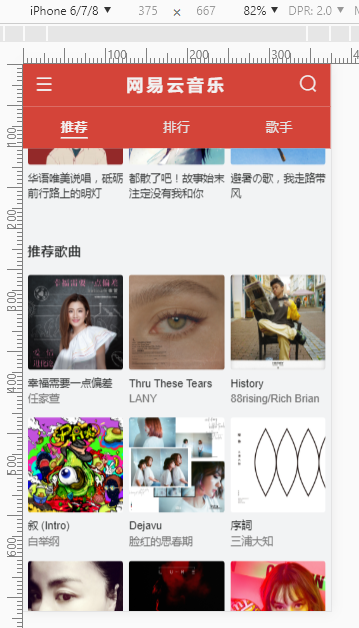 iPhone 6/7/8 ▼ 375 × 667 82% ▼ DPR: 2.0 ▼
100 200 300
网易云音乐
推荐 排行 歌手
华语唯美说唱，砥砺前行路上的明灯
都散了吧！故事始末注定没有我和你
避暑の歌，我走路带风
推荐歌曲
幸福需要一点偏差
任家萱
Thru These Tears
LANY
History
88rising/Rich Brian
叙 (Intro)
白举纲
Dejavu
脸红的思春期
序詞
三浦大知
100
200
300
400
500
600